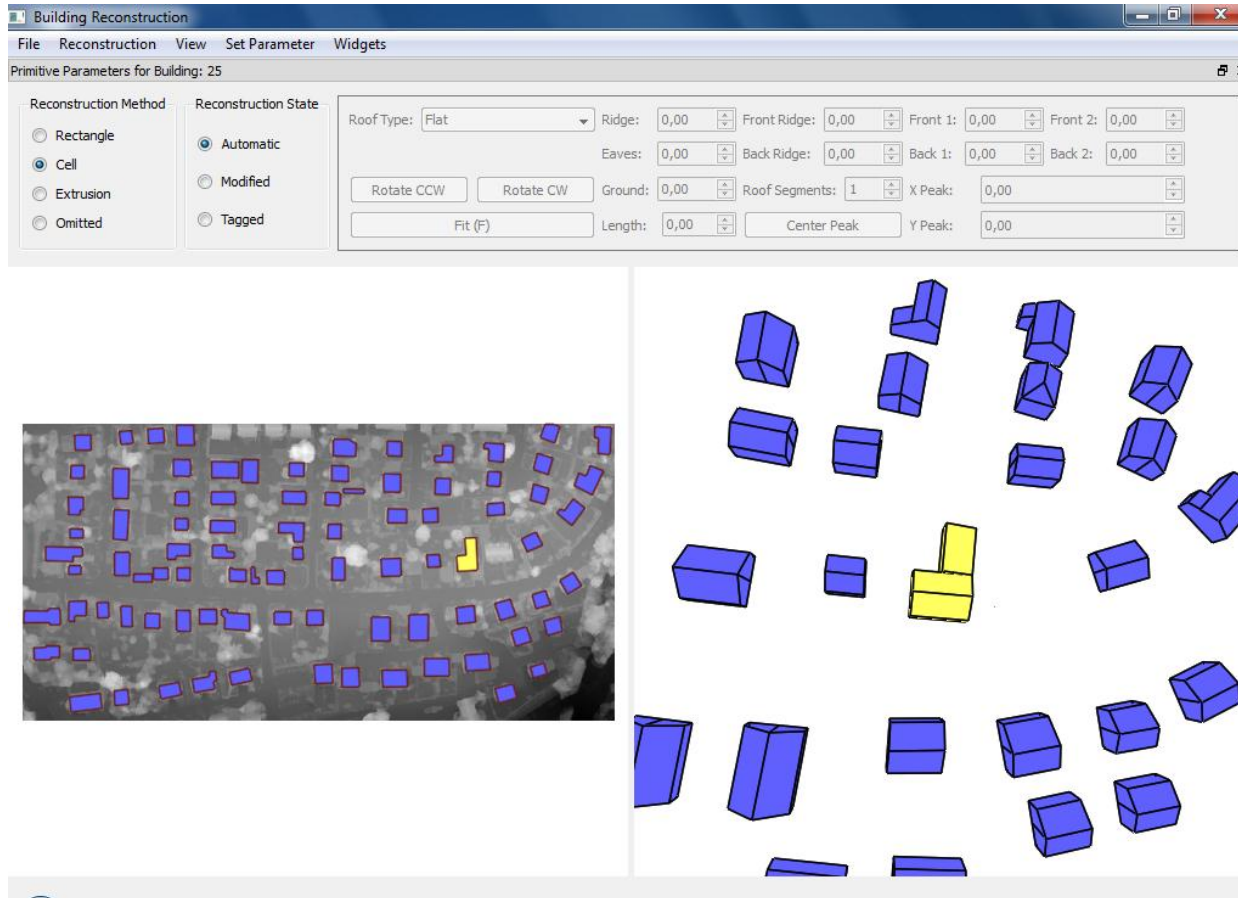 Building Reconstruction
File Reconstruction View Set Parameter Widgets
Primitive Parameters for Building: 25
Reconstruction Method
Rectangle
Cell
Extrusion
Omitted
Reconstruction State
Automatic
Modified
Tagged
Roof Type: Flat Ridge: 0,00 Front Ridge: 0,00 Front 1: 0,00 Front 2: 0,00
Eaves: 0,00 Back Ridge: 0,00 Back 1: 0,00 Back 2: 0,00
Rotate CCW Rotate CW Ground: 0,00 Roof Segments: 1 X Peak: 0,00
Fit (F) Length: 0,00 Center Peak Y Peak: 0,00